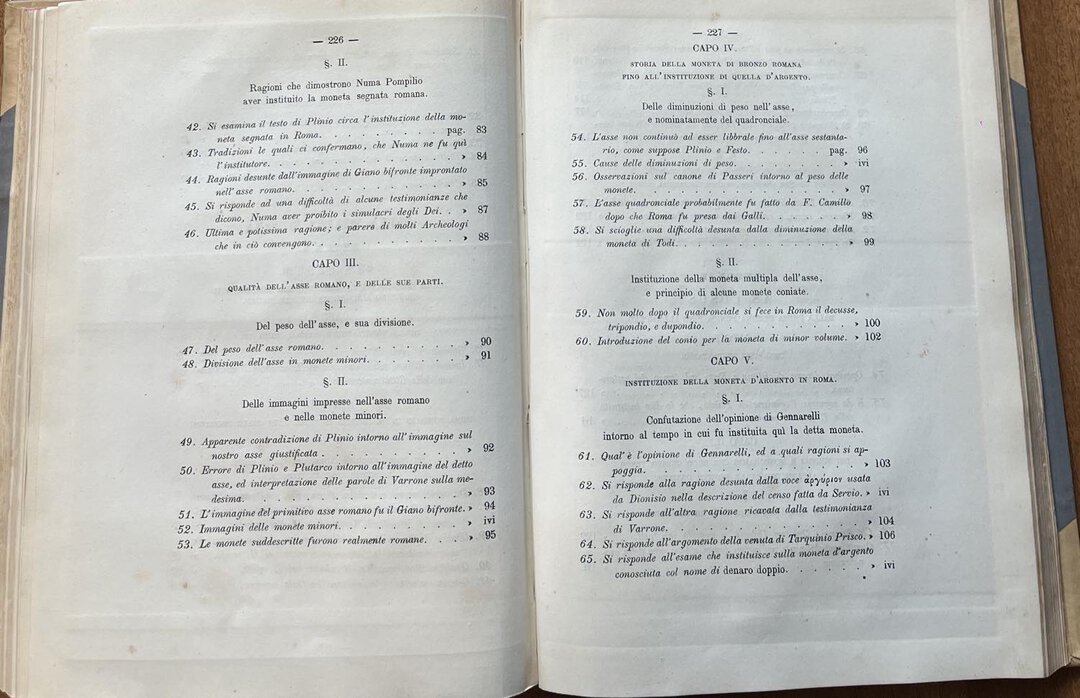 — 226 —
§. II.
Ragioni che dimostrono Numa Pompilio
aver instituito la moneta segnata romana.
42. Si esamina il testo di Plinio circa l'instituzione della mo-
neta segnata in Roma. . . . . . . . . . pag. 83
43. Tradizioni le quali ci confermano, che Numa ne fu quì
l'institutore. . . . . . . . . . . . . . » 84
44. Ragioni desunte dall'immagine di Giano bifronte improntato
nell'asse romano. . . . . . . . . . . . » 85
45. Si risponde ad una difficoltà di alcune testimonianze che
dicono, Numa aver proibito i simulacri degli Dei. . » 87
46. Ultima e potissima ragione; e parere di molti Archeologi
che in ciò convengono. . . . . . . . . . » 88
CAPO III.
QUALITÀ DELL'ASSE ROMANO, E DELLE SUE PARTI.
§. I.
Del peso dell'asse, e sua divisione.
47. Del peso dell'asse romano. . . . . . . . . » 90
48. Divisione dell'asse in monete minori. . . . . . » 91
§. II.
Delle immagini impresse nell'asse romano
e nelle monete minori.
49. Apparente contradizione di Plinio intorno all'immagine sul
nostro asse giustificata . . . . . . . . . » 92
50. Errore di Plinio e Plutarco intorno all'immagine del detto
asse, ed interpretazione delle parole di Varrone sulla me-
desima. . . . . . . . . . . . . . . » 93
51. L'immagine del primitivo asse romano fu il Giano bifronte. » 94
52. Immagini delle monete minori. . . . . . . . » ivi
53. Le monete suddescritte furono realmente romane. . . » 95
— 227 —
CAPO IV.
STORIA DELLA MONETA DI BRONZO ROMANA
FINO ALL'INSTITUZIONE DI QUELLA D'ARGENTO.
§. I.
Delle diminuzioni di peso nell'asse,
e nominatamente del quadronciale.
54. L'asse non continuò ad esser libbrale fino all'asse sestanta-
rio, come suppose Plinio e Festo. . . . . . pag. 96
55. Cause delle diminuzioni di peso. . . . . . . . » ivi
56. Osservazioni sul canone di Passeri intorno al peso delle
monete. . . . . . . . . . . . . . . » 97
57. L'asse quadronciale probabilmente fu fatto da F. Camillo
dopo che Roma fu presa dai Galli. . . . . . . » 98
58. Si scioglie una difficoltà desunta dalla diminuzione della
moneta di Todi. . . . . . . . . . . . . » 99
§. II.
Instituzione della moneta multipla dell'asse,
e principio di alcune monete coniate.
59. Non molto dopo il quadronciale si fece in Roma il decusse,
tripondio, e dupondio. . . . . . . . . . » 100
60. Introduzione del conio per la moneta di minor volume. » 102
CAPO V.
INSTITUZIONE DELLA MONETA D'ARGENTO IN ROMA.
§. I.
Confutazione dell'opinione di Gennarelli
intorno al tempo in cui fu instituita quì la detta moneta.
61. Qual'è l'opinione di Gennarelli, ed a quali ragioni si ap-
poggia. . . . . . . . . . . . . . . » 103
62. Si risponde alla ragione desunta dalla voce ἀργύριον usata
da Dionisio nella descrizione del censo fatta da Servio. » ivi
63. Si risponde all'altra ragione ricavata dalla testimonianza
di Varrone. . . . . . . . . . . . . . » 104
64. Si risponde all'argomento della venuta di Tarquinio Prisco. » 106
65. Si risponde all'esame che instituisce sulla moneta d'argento
conosciuta col nome di denaro doppio. . . . . . » ivi